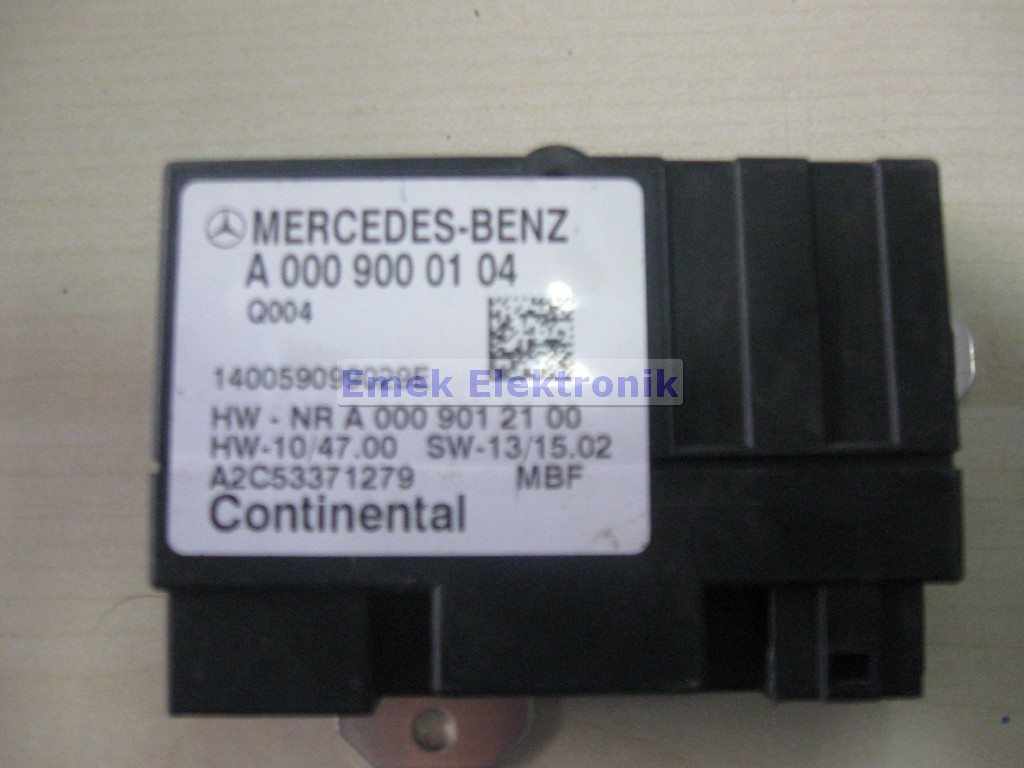 MERCEDES-BENZ
A 000 900 01 04
Q004
Emek Elektronik
HW - NR A 000 901 21 00
HW-10/47.00 SW-13/15.02
A2C53371279 MBF
Continental